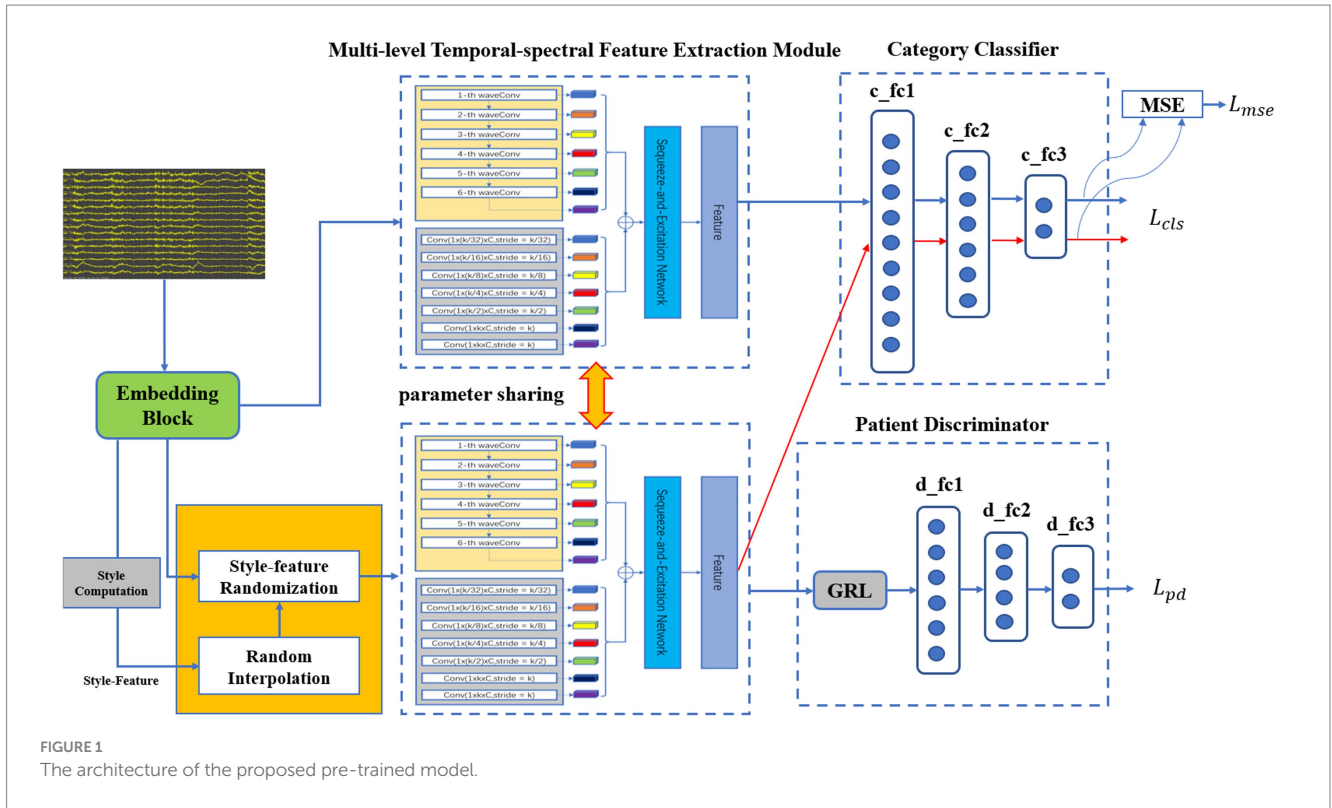 Multi-level Temporal-spectral Feature Extraction Module
1-th waveConv
2-th waveConv
3-th waveConv
4-th waveConv
5-th waveConv
6-th waveConv
Conv(1x(k/32)xC,stride = k/32)
Conv(1x(k/16)xC,stride = k/16)
Conv(1x(k/8)xC,stride = k/8)
Conv(1x(k/4)xC,stride = k/4)
Conv(1x(k/2)xC,stride = k/2)
Conv(1xkxC,stride = k)
Conv(1xkxC,stride = k)
Sequeeze-and-Excitation Network
Feature
Category Classifier
c_fc1
c_fc2
c_fc3
MSE
L_{mse}
L_{cls}
Embedding
Block
parameter sharing
Style
Computation
Style-Feature
Style-feature
Randomization
Random
Interpolation
1-th waveConv
2-th waveConv
3-th waveConv
4-th waveConv
5-th waveConv
6-th waveConv
Conv(1x(k/32)xC,stride = k/32)
Conv(1x(k/16)xC,stride = k/16)
Conv(1x(k/8)xC,stride = k/8)
Conv(1x(k/4)xC,stride = k/4)
Conv(1x(k/2)xC,stride = k/2)
Conv(1xkxC,stride = k)
Conv(1xkxC,stride = k)
Sequeeze-and-Excitation Network
Feature
Patient Discriminator
GRL
d_fc1
d_fc2
d_fc3
L_{pd}
FIGURE 1
The architecture of the proposed pre-trained model.